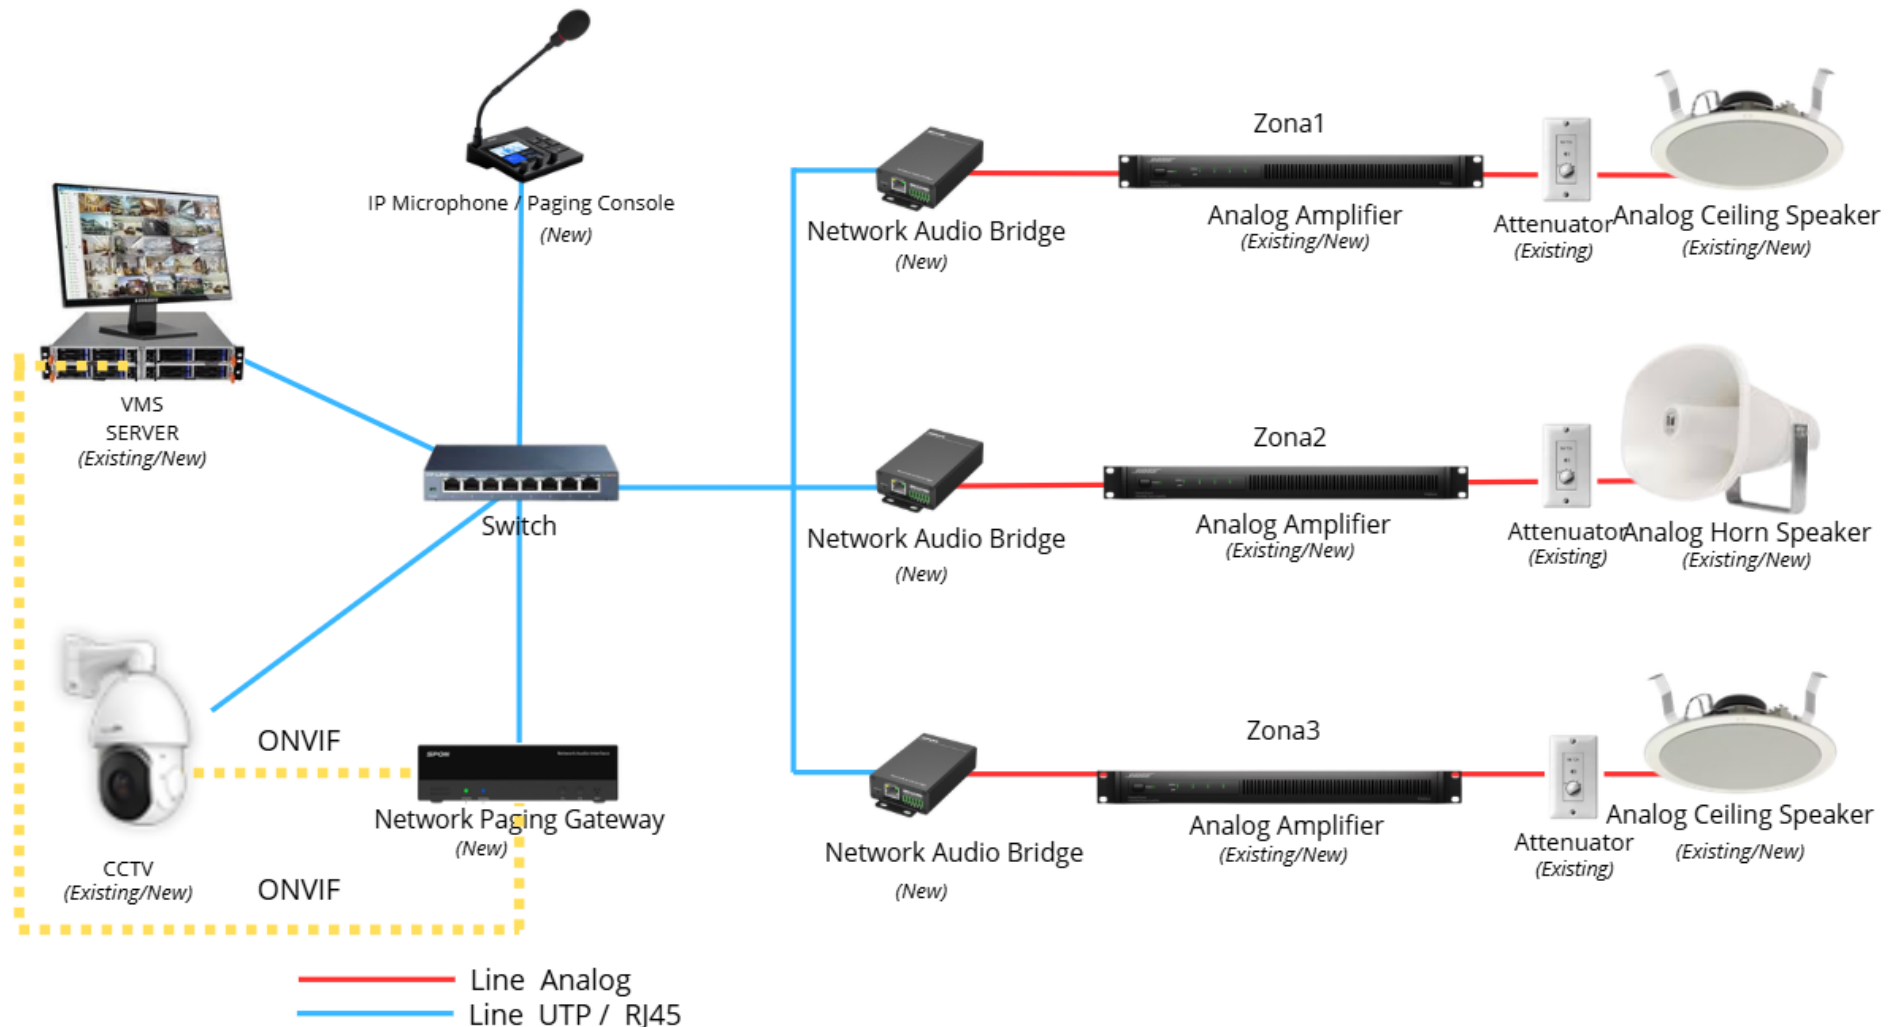 IP Microphone / Paging Console
(New)
VMS
SERVER
(Existing/New)
Switch
CCTV
(Existing/New)
ONVIF
ONVIF
SPON
Network Paging Gateway
(New)
Network Audio Bridge
(New)
Zona1
Analog Amplifier
(Existing/New)
Attenuator
(Existing)
Analog Ceiling Speaker
(Existing/New)
Network Audio Bridge
(New)
Zona2
Analog Amplifier
(Existing/New)
Attenuator
(Existing)
Analog Horn Speaker
(Existing/New)
Network Audio Bridge
(New)
Zona3
Analog Amplifier
(Existing/New)
Attenuator
(Existing)
Analog Ceiling Speaker
(Existing/New)
Line Analog
Line UTP / RJ45